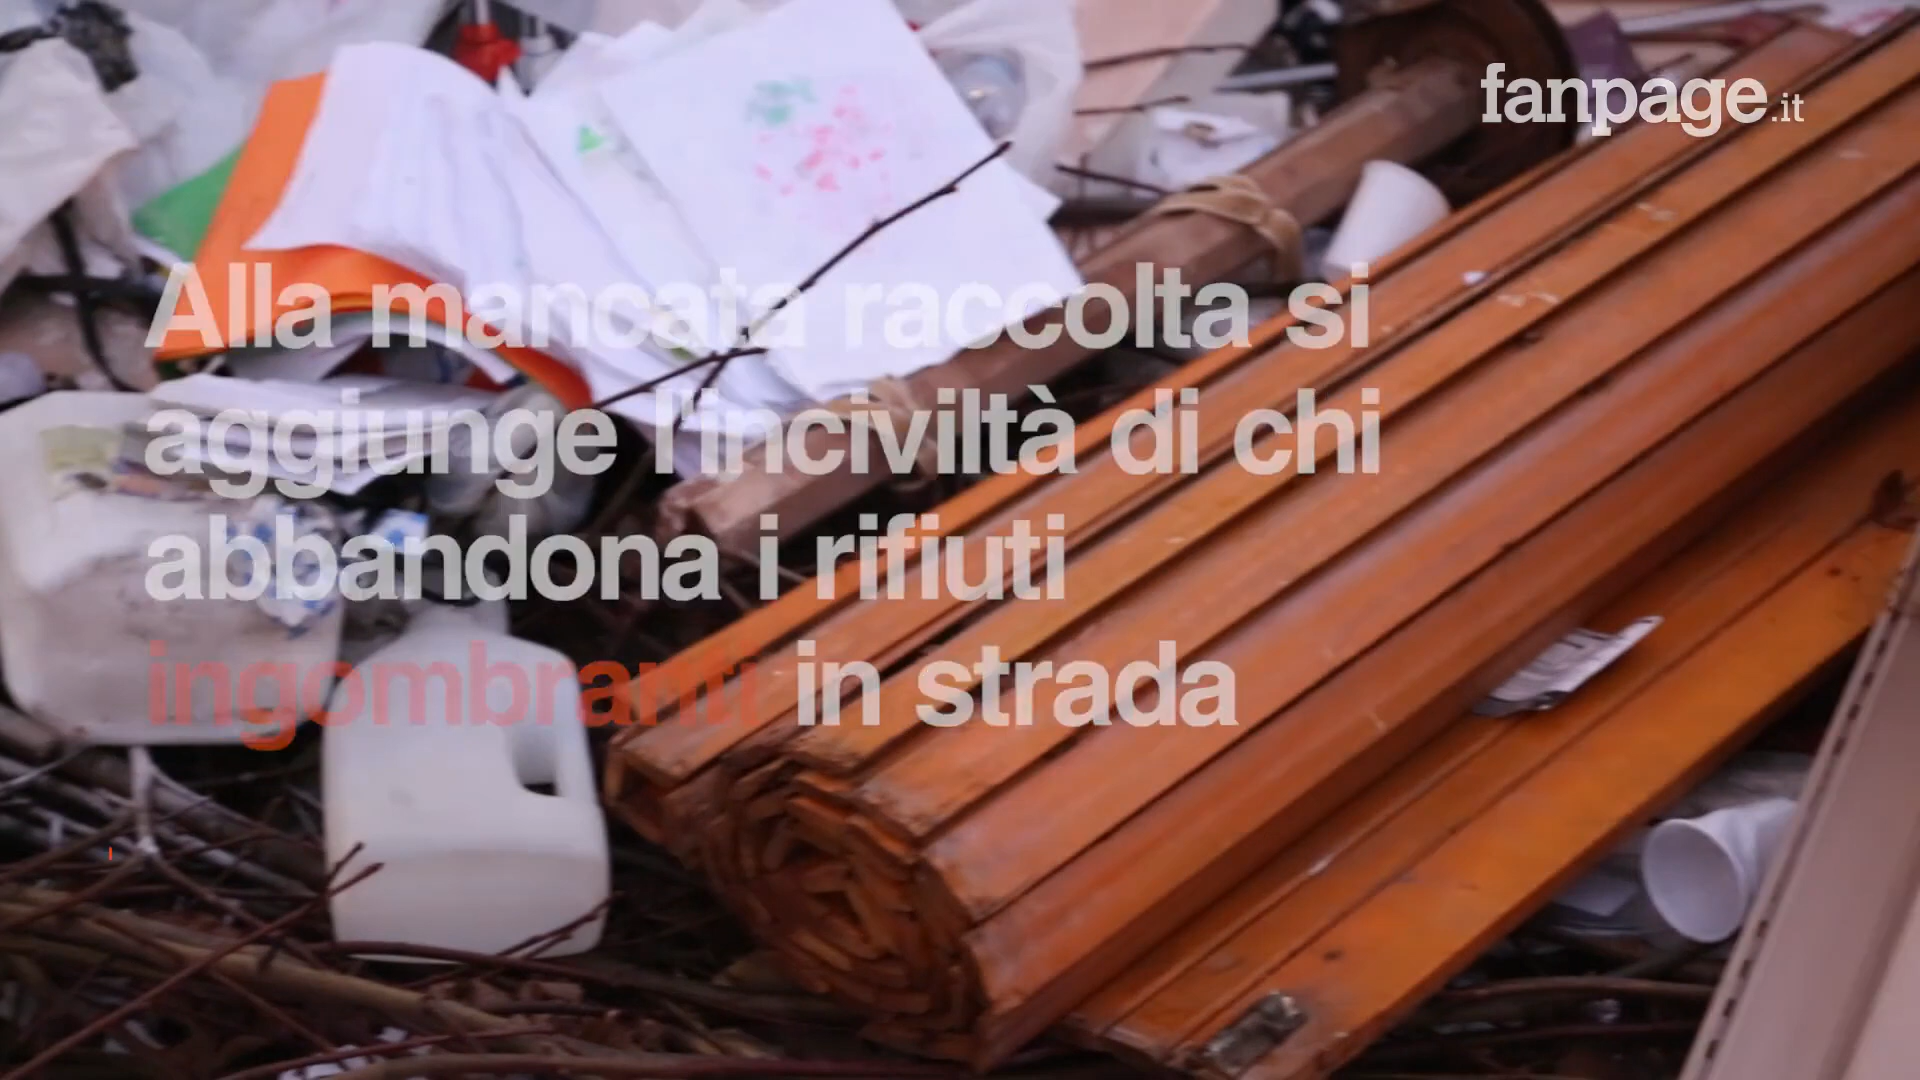 fanpage.it
Alla mancata raccolta si
aggiunge l'inciviltà di chi
abbandona i rifiuti
ingombranti in strada